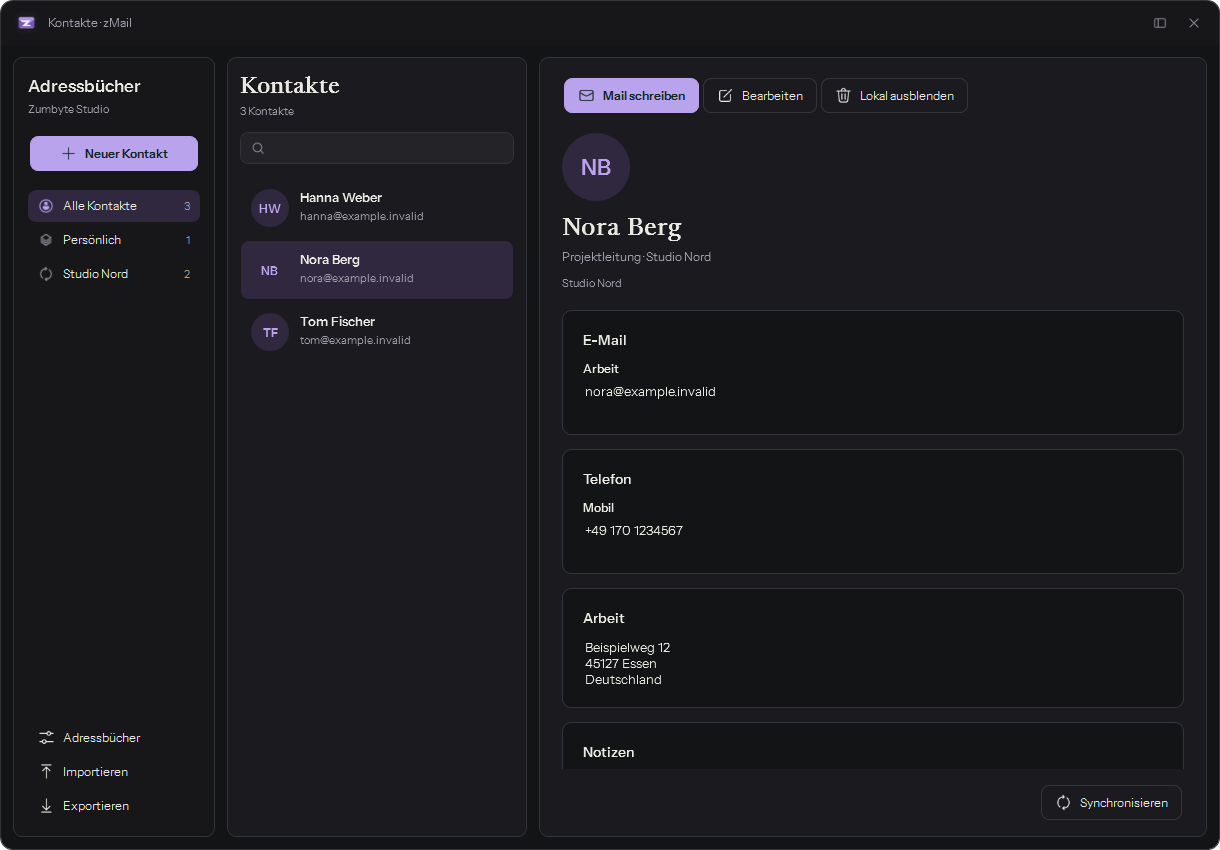 Kontakte · zMail
Adressbücher
Zumbyte Studio
Neuer Kontakt
Alle Kontakte 3
Persönlich 1
Studio Nord 2
Adressbücher
Importieren
Exportieren
Kontakte
3 Kontakte
HW
Hanna Weber
hanna@example.invalid
NB
Nora Berg
nora@example.invalid
TF
Tom Fischer
tom@example.invalid
Mail schreiben
Bearbeiten
Lokal ausblenden
NB
Nora Berg
Projektleitung · Studio Nord
Studio Nord
E-Mail
Arbeit
nora@example.invalid
Telefon
Mobil
+49 170 1234567
Arbeit
Beispielweg 12
45127 Essen
Deutschland
Notizen
Synchronisieren